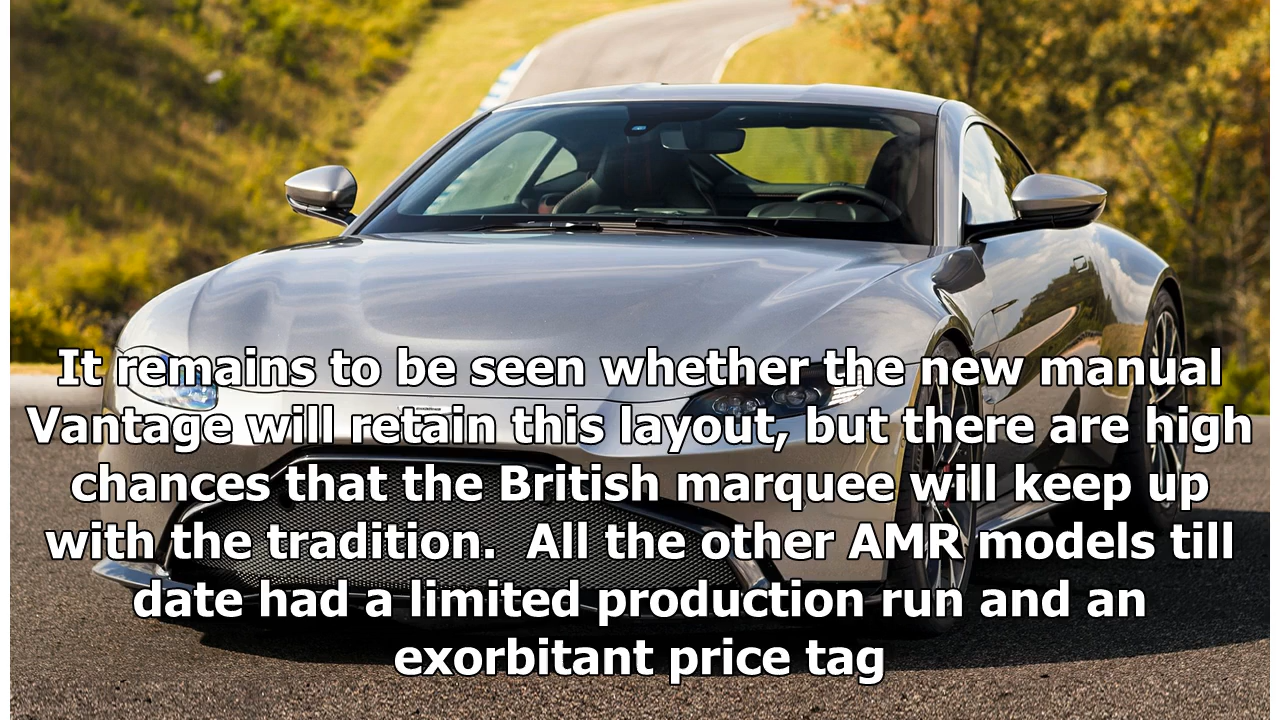 It remains to be seen whether the new manual
Vantage will retain this layout, but there are high
chances that the British marquee will keep up
with the tradition.  All the other AMR models till
date had a limited production run and an
exorbitant price tag